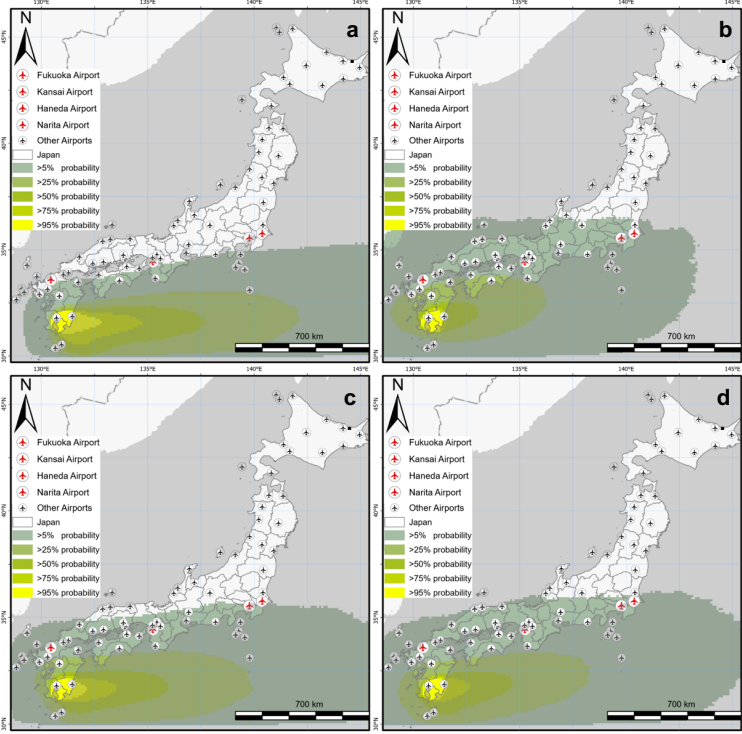 130°E 135°E 140°E 145°E
45°N
40°N
35°N
30°N
N
a
Fukuoka Airport
Kansai Airport
Haneda Airport
Narita Airport
Other Airports
Japan
>5% probability
>25% probability
>50% probability
>75% probability
>95% probability
700 km
130°E 135°E 140°E 145°E
N
b
Fukuoka Airport
Kansai Airport
Haneda Airport
Narita Airport
Other Airports
Japan
>5% probability
>25% probability
>50% probability
>75% probability
>95% probability
700 km
45°N
40°N
35°N
30°N
130°E 135°E 140°E 145°E
45°N
40°N
35°N
30°N
N
c
Fukuoka Airport
Kansai Airport
Haneda Airport
Narita Airport
Other Airports
Japan
>5% probability
>25% probability
>50% probability
>75% probability
>95% probability
700 km
130°E 135°E 140°E 145°E
N
d
Fukuoka Airport
Kansai Airport
Haneda Airport
Narita Airport
Other Airports
Japan
>5% probability
>25% probability
>50% probability
>75% probability
>95% probability
700 km
45°N
40°N
35°N
30°N